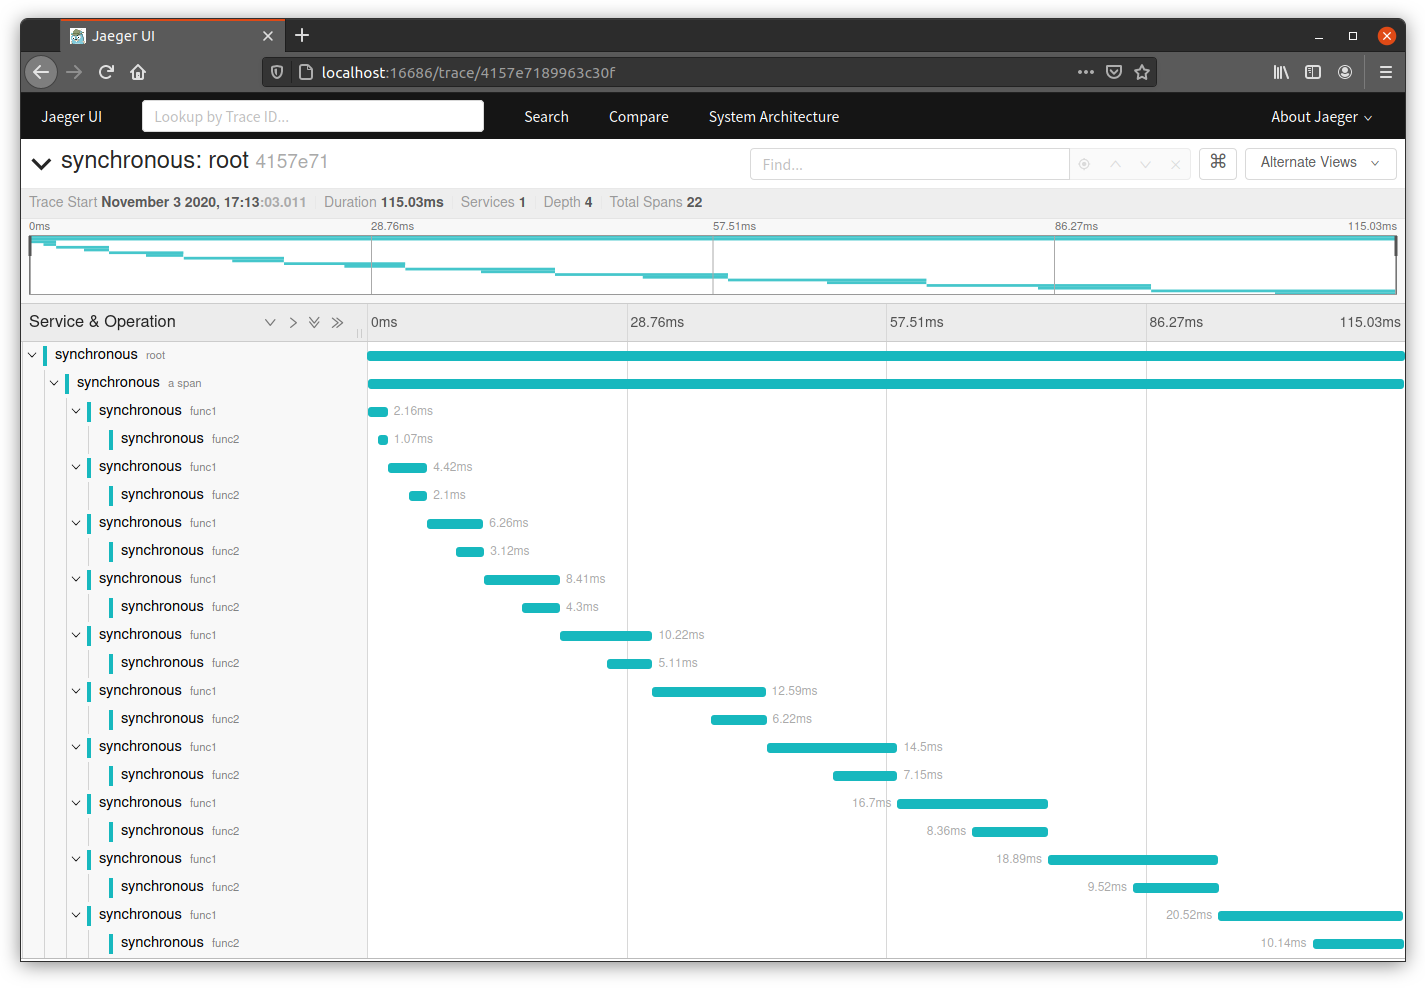 Jaeger UI
localhost:16686/trace/4157e7189963c30f
Jaeger UI Lookup by Trace ID... Search Compare System Architecture About Jaeger
synchronous: root 4157e71 Find... ⌘ Alternate Views
Trace Start November 3 2020, 17:13:03.011 Duration 115.03ms Services 1 Depth 4 Total Spans 22
0ms 28.76ms 57.51ms 86.27ms 115.03ms
Service & Operation 0ms 28.76ms 57.51ms 86.27ms 115.03ms
synchronous root
synchronous a span
synchronous func1 2.16ms
synchronous func2 1.07ms
synchronous func1 4.42ms
synchronous func2 2.1ms
synchronous func1 6.26ms
synchronous func2 3.12ms
synchronous func1 8.41ms
synchronous func2 4.3ms
synchronous func1 10.22ms
synchronous func2 5.11ms
synchronous func1 12.59ms
synchronous func2 6.22ms
synchronous func1 14.5ms
synchronous func2 7.15ms
synchronous func1 16.7ms
synchronous func2 8.36ms
synchronous func1 18.89ms
synchronous func2 9.52ms
synchronous func1 20.52ms
synchronous func2 10.14ms